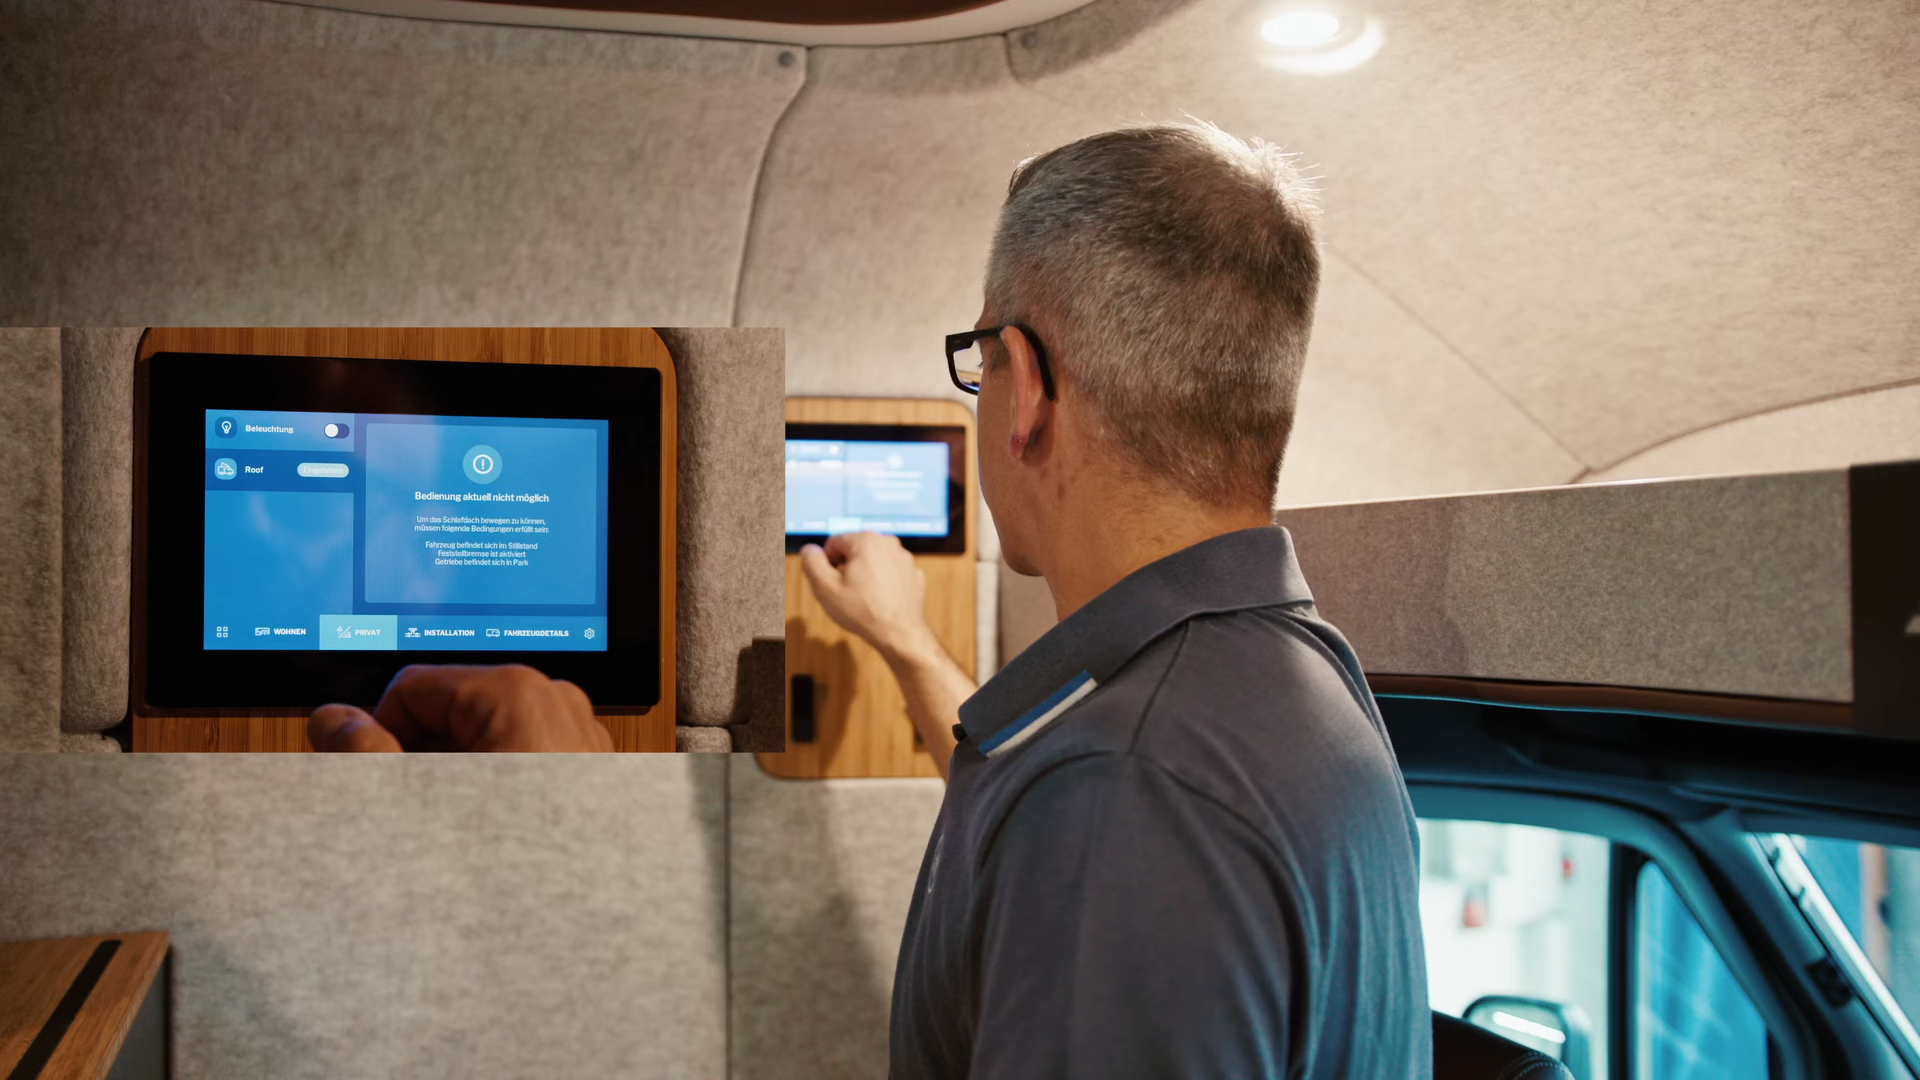 Beleuchtung
Roof
Eingefahren
Bedienung aktuell nicht möglich
Um das Schlafdach bewegen zu können,
müssen folgende Bedingungen erfüllt sein:
Fahrzeug befindet sich im Stillstand
Feststellbremse ist aktiviert
Getriebe befindet sich in Park
WOHNEN
PRIVAT
INSTALLATION
FAHRZEUGDETAILS